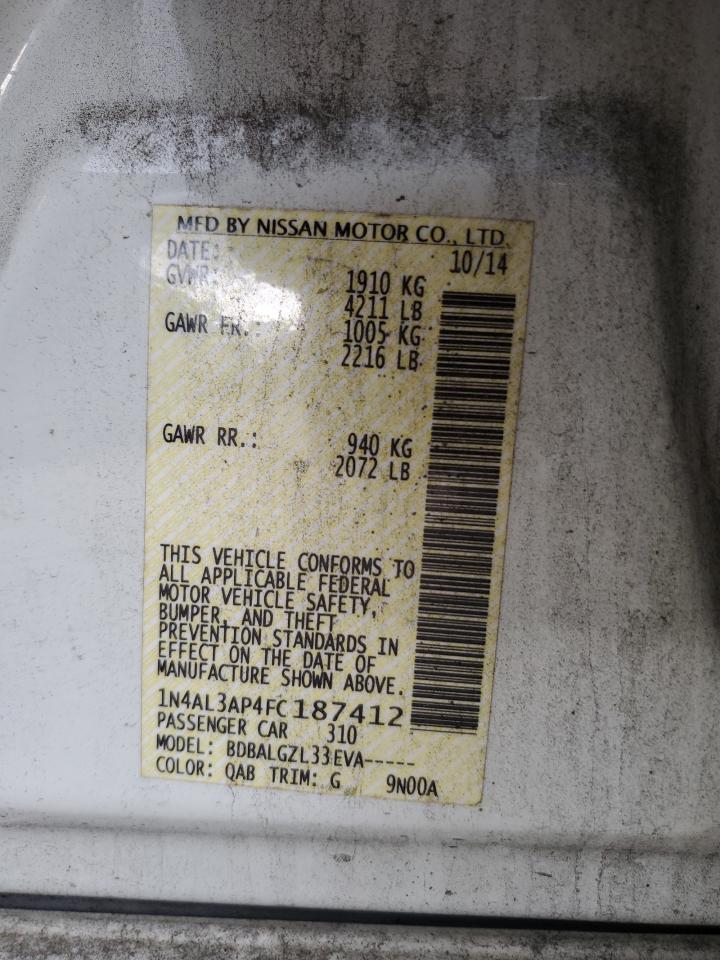 MFD BY NISSAN MOTOR CO., LTD.
DATE: 10/14
GVWR: 1910 KG
4211 LB
GAWR FR.: 1005 KG
2216 LB
GAWR RR.: 940 KG
2072 LB
THIS VEHICLE CONFORMS TO
ALL APPLICABLE FEDERAL
MOTOR VEHICLE SAFETY,
BUMPER, AND THEFT
PREVENTION STANDARDS IN
EFFECT ON THE DATE OF
MANUFACTURE SHOWN ABOVE.
1N4AL3AP4FC187412
PASSENGER CAR 310
MODEL: BDBALGZL33EVA-----
COLOR: QAB TRIM: G 9N00A